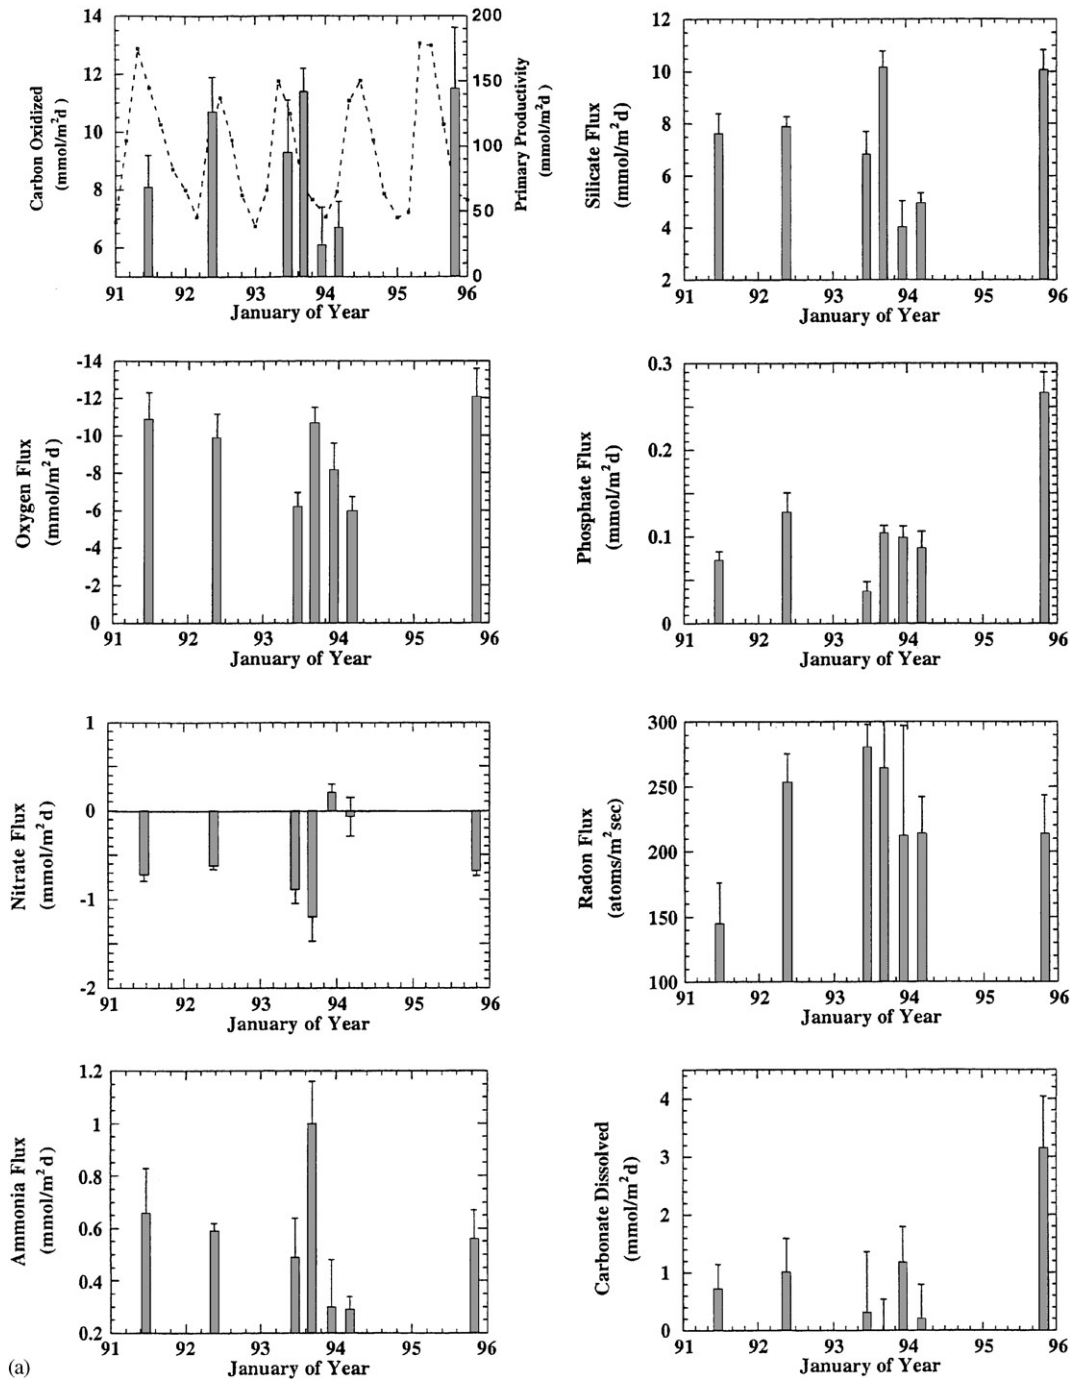 14
12
10
8
6
Carbon Oxidized
(mmol/m²d )
200
150
100
50
0
Primary Productivity
(mmol/m²d )
91 92 93 94 95 96
January of Year
12
10
8
6
4
2
Silicate Flux
(mmol/m²d)
91 92 93 94 95 96
January of Year
-14
-12
-10
-8
-6
-4
-2
0
Oxygen Flux
(mmol/m²d)
91 92 93 94 95 96
January of Year
0.3
0.2
0.1
0
Phosphate Flux
(mmol/m²d)
91 92 93 94 95 96
January of Year
1
0
-1
-2
Nitrate Flux
(mmol/m²d)
91 92 93 94 95 96
January of Year
300
250
200
150
100
Radon Flux
(atoms/m²sec)
91 92 93 94 95 96
January of Year
1.2
1
0.8
0.6
0.4
0.2
Ammonia Flux
(mmol/m²d)
91 92 93 94 95 96
January of Year
4
3
2
1
0
Carbonate Dissolved
(mmol/m²d)
91 92 93 94 95 96
January of Year
(a)